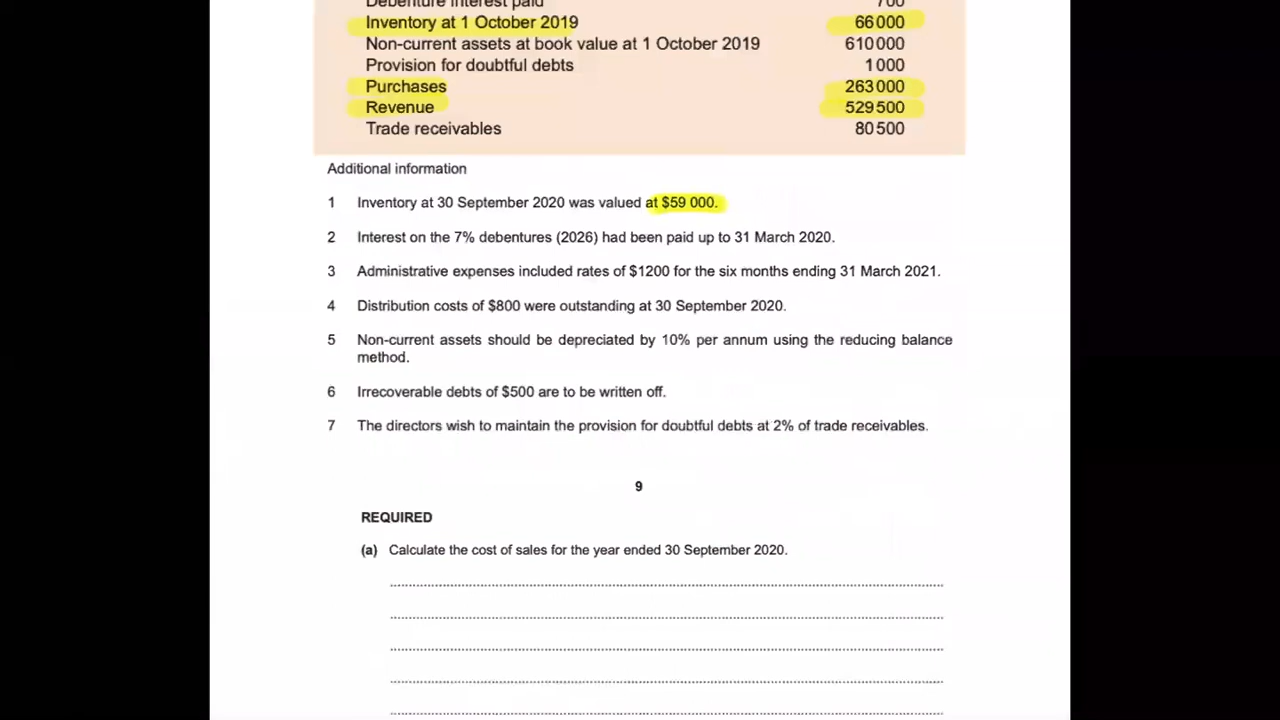 Debenture interest paid 700
Inventory at 1 October 2019 66 000
Non-current assets at book value at 1 October 2019 610 000
Provision for doubtful debts 1 000
Purchases 263 000
Revenue 529 500
Trade receivables 80 500
Additional information
1 Inventory at 30 September 2020 was valued at $59 000.
2 Interest on the 7% debentures (2026) had been paid up to 31 March 2020.
3 Administrative expenses included rates of $1200 for the six months ending 31 March 2021.
4 Distribution costs of $800 were outstanding at 30 September 2020.
5 Non-current assets should be depreciated by 10% per annum using the reducing balance
method.
6 Irrecoverable debts of $500 are to be written off.
7 The directors wish to maintain the provision for doubtful debts at 2% of trade receivables.
9
REQUIRED
(a) Calculate the cost of sales for the year ended 30 September 2020.